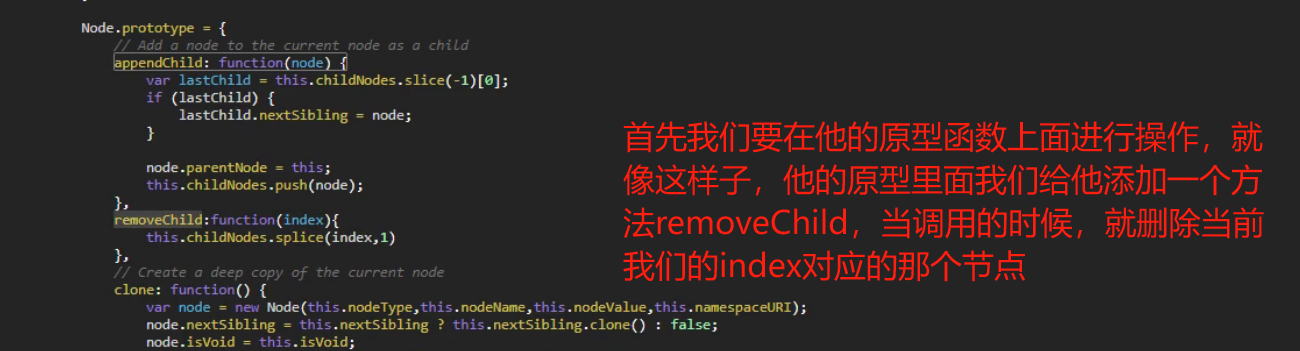 Node.prototype = {
// Add a node to the current node as a child
appendChild: function(node) {
var lastChild = this.childNodes.slice(-1)[0];
if (lastChild) {
lastChild.nextSibling = node;
}
node.parentNode = this;
this.childNodes.push(node);
},
removeChild:function(index){
this.childNodes.splice(index,1)
},
// Create a deep copy of the current node
clone: function() {
var node = new Node(this.nodeType,this.nodeName,this.nodeValue,this.namespaceURI);
node.nextSibling = this.nextSibling ? this.nextSibling.clone() : false;
node.isVoid = this.isVoid;
首先我们要在他的原型函数上面进行操作，就
像这样子，他的原型里面我们给他添加一个方
法removeChild，当调用的时候，就删除当前
我们的index对应的那个节点